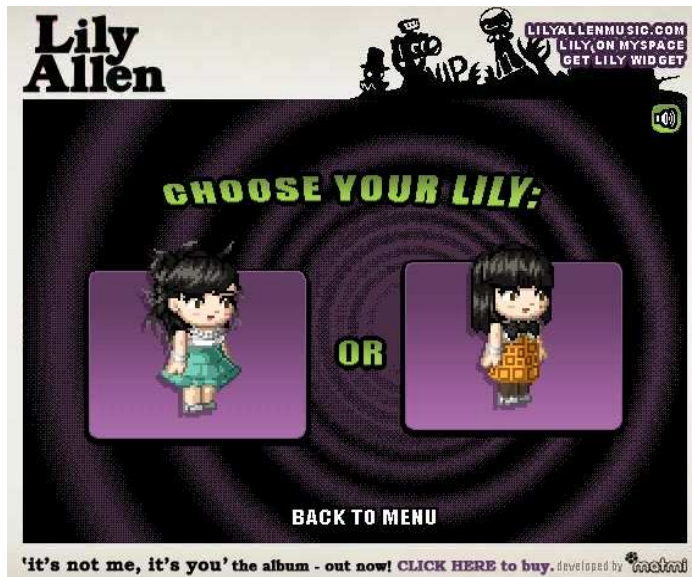 Lily
Allen
VIP
LILYALLENMUSIC.COM
LILY ON MYSPACE
GET LILY WIDGET
CHOOSE YOUR LILY:
OR
BACK TO MENU
'it's not me, it's you' the album - out now! CLICK HERE to buy. developed by matmi